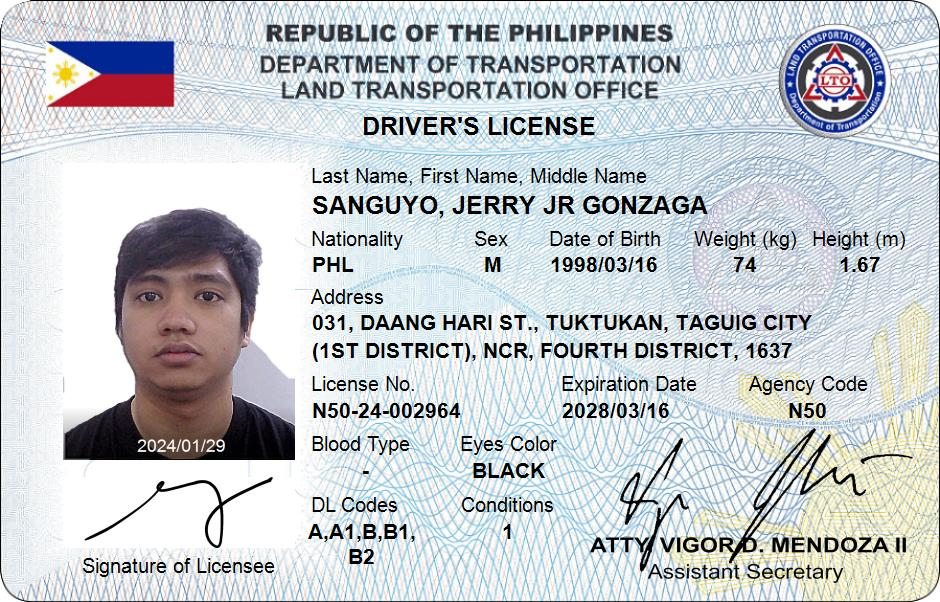 REPUBLIC OF THE PHILIPPINES
DEPARTMENT OF TRANSPORTATION
LAND TRANSPORTATION OFFICE
LAND TRANSPORTATION OFFICE
LTO
Department of Transportation
DRIVER'S LICENSE
Last Name, First Name, Middle Name
SANGUYO, JERRY JR GONZAGA
Nationality Sex Date of Birth Weight (kg) Height (m)
PHL M 1998/03/16 74 1.67
Address
031, DAANG HARI ST., TUKTUKAN, TAGUIG CITY
(1ST DISTRICT), NCR, FOURTH DISTRICT, 1637
License No. Expiration Date Agency Code
N50-24-002964 2028/03/16 N50
2024/01/29
Blood Type Eyes Color
- BLACK
DL Codes Conditions
A,A1,B,B1, 1
B2
ATTY VIGOR D. MENDOZA II
Signature of Licensee
Assistant Secretary